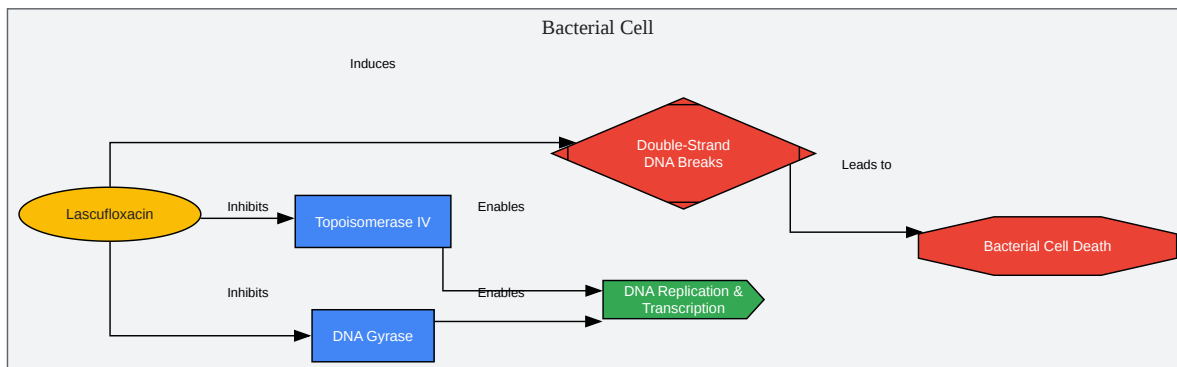 Bacterial Cell
Induces
Double-Strand
DNA Breaks
Leads to
Lascufloxacin
Inhibits
Topoisomerase IV
Enables
Bacterial Cell Death
Inhibits
Enables
DNA Replication &
Transcription
DNA Gyrase